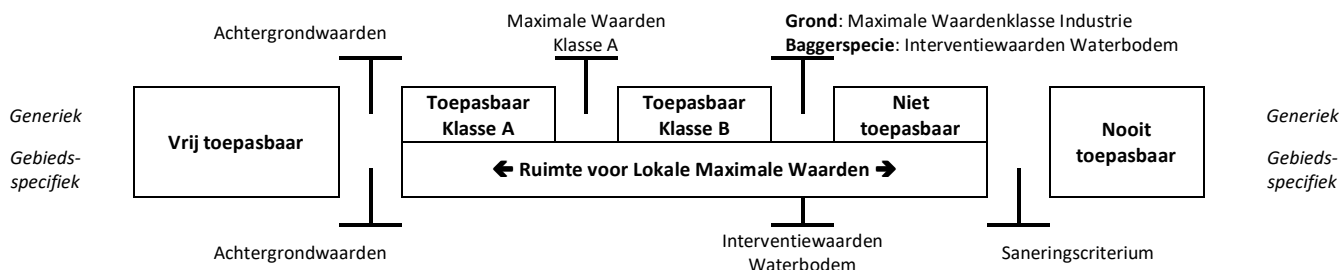 Achtergrondwaarden
Maximale Waarden
Klasse A
Grond: Maximale Waardenklasse Industrie
Baggerspecie: Interventiewaarden Waterbodem
Generiek
Gebieds-
specifiek
Vrij toepasbaar
Toepasbaar
Klasse A
Toepasbaar
Klasse B
Niet
toepasbaar
🡸 Ruimte voor Lokale Maximale Waarden 🡺
Nooit
toepasbaar
Generiek
Gebieds-
specifiek
Achtergrondwaarden
Interventiewaarden
Waterbodem
Saneringscriterium